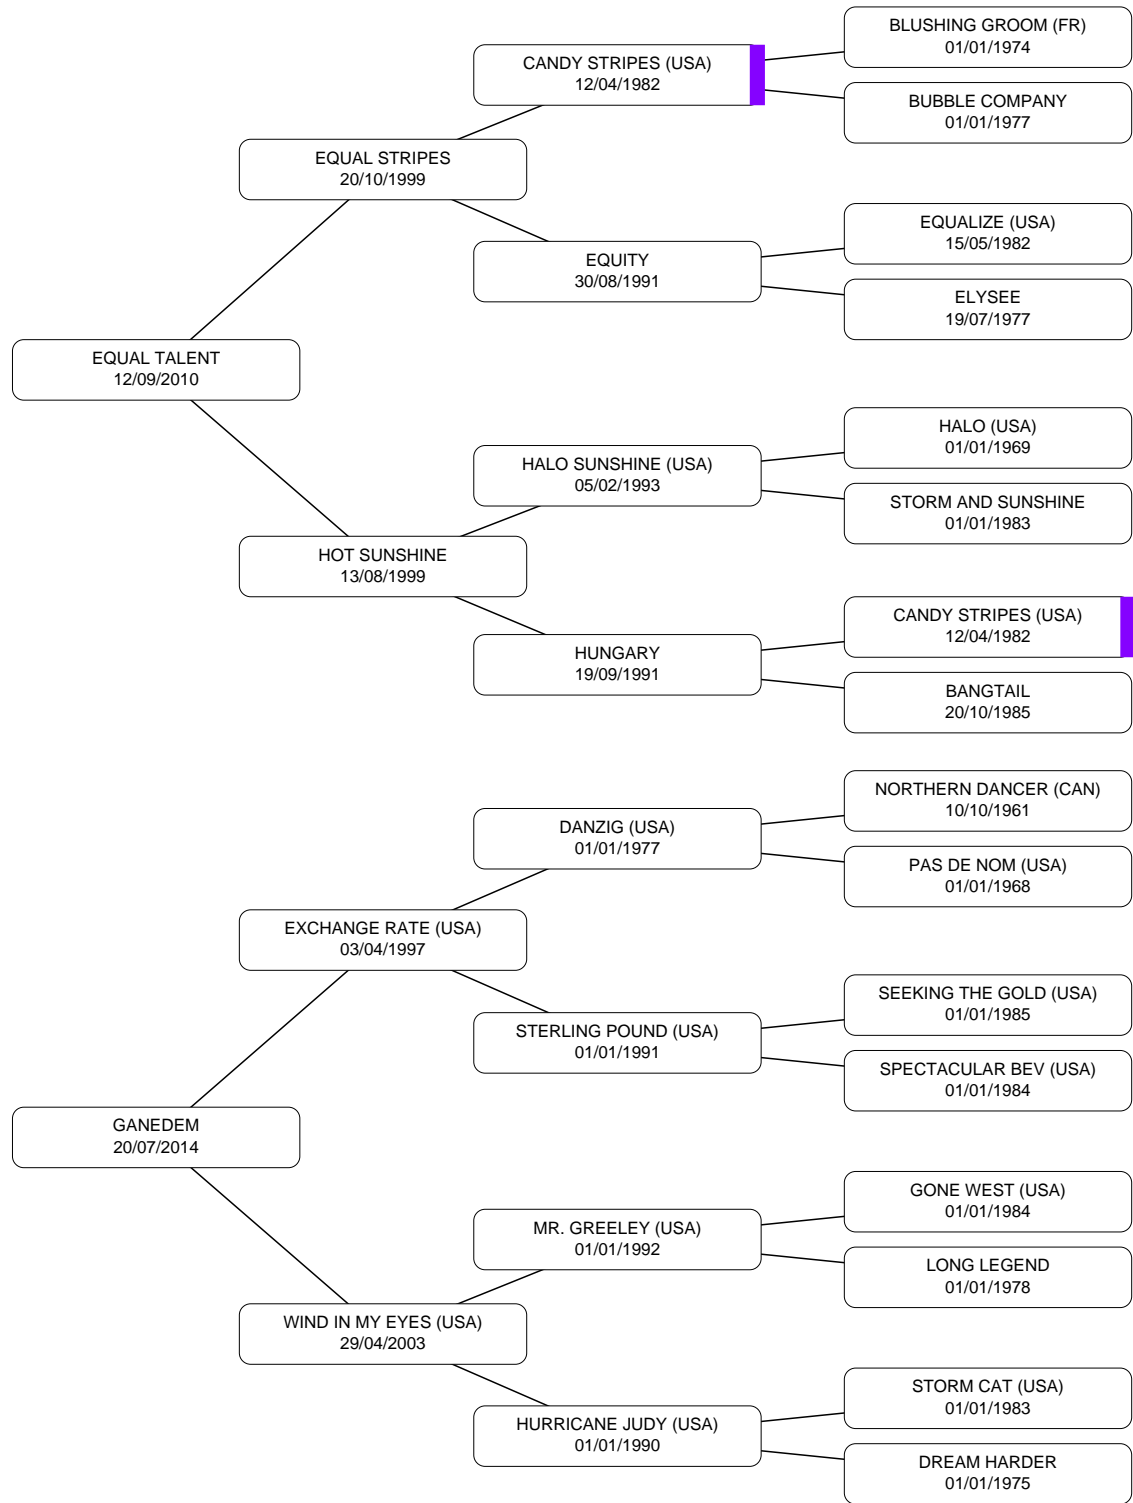 BLUSHING GROOM (FR)
01/01/1974
CANDY STRIPES (USA)
12/04/1982
BUBBLE COMPANY
01/01/1977
EQUAL STRIPES
20/10/1999
EQUALIZE (USA)
15/05/1982
EQUITY
30/08/1991
ELYSEE
19/07/1977
EQUAL TALENT
12/09/2010
HALO (USA)
01/01/1969
HALO SUNSHINE (USA)
05/02/1993
STORM AND SUNSHINE
01/01/1983
HOT SUNSHINE
13/08/1999
CANDY STRIPES (USA)
12/04/1982
HUNGARY
19/09/1991
BANGTAIL
20/10/1985
NORTHERN DANCER (CAN)
10/10/1961
DANZIG (USA)
01/01/1977
PAS DE NOM (USA)
01/01/1968
EXCHANGE RATE (USA)
03/04/1997
SEEKING THE GOLD (USA)
01/01/1985
STERLING POUND (USA)
01/01/1991
SPECTACULAR BEV (USA)
01/01/1984
GANEDEM
20/07/2014
GONE WEST (USA)
01/01/1984
MR. GREELEY (USA)
01/01/1992
LONG LEGEND
01/01/1978
WIND IN MY EYES (USA)
29/04/2003
STORM CAT (USA)
01/01/1983
HURRICANE JUDY (USA)
01/01/1990
DREAM HARDER
01/01/1975